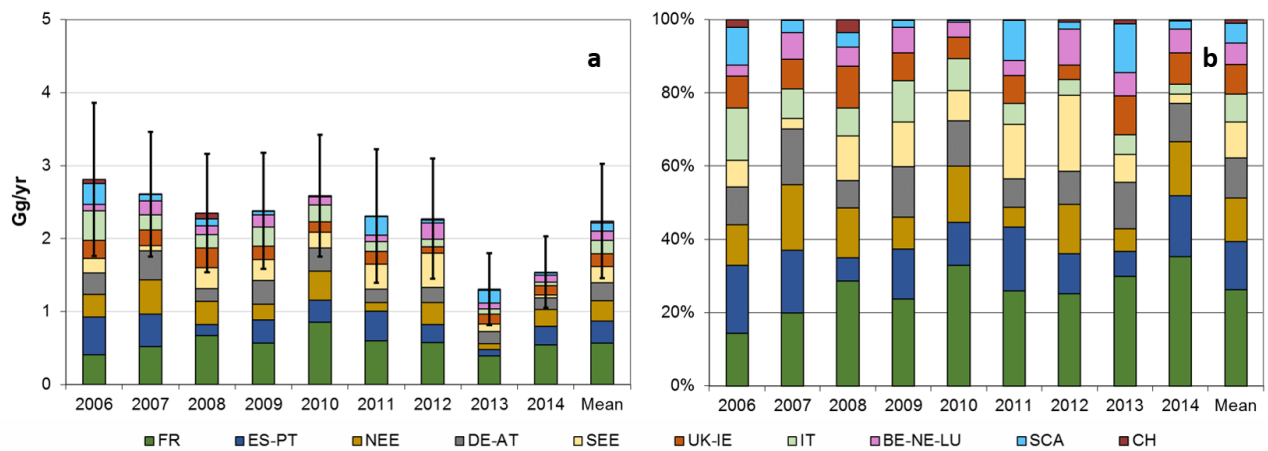 5
4
3
2
1
0
Gg/yr
a
2006 2007 2008 2009 2010 2011 2012 2013 2014 Mean
100%
80%
60%
40%
20%
0%
b
2006 2007 2008 2009 2010 2011 2012 2013 2014 Mean
FR ES-PT NEE DE-AT SEE UK-IE IT BE-NE-LU SCA CH